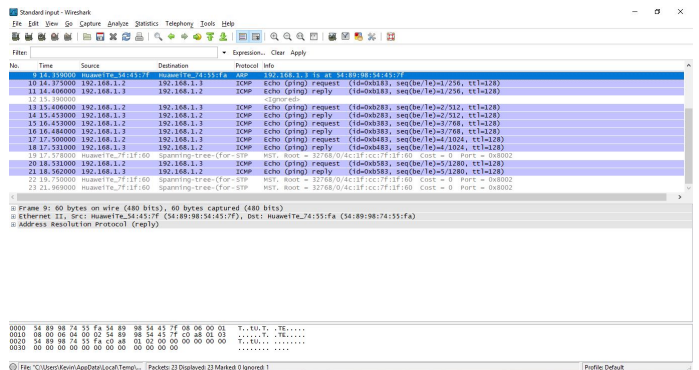 Standard input - Wireshark
File Edit View Go Capture Analyze Statistics Telephony Tools Help
Filter: Expression... Clear Apply
No. Time Source Destination Protocol Info
9 14.359000 HuaweiTe_54:45:7f HuaweiTe_74:55:fa ARP 192.168.1.3 is at 54:89:98:54:45:7f
10 14.375000 192.168.1.2 192.168.1.3 ICMP Echo (ping) request (id=0xb183, seq(be/le)=1/256, ttl=128)
11 14.406000 192.168.1.3 192.168.1.2 ICMP Echo (ping) reply (id=0xb183, seq(be/le)=1/256, ttl=128)
12 15.390000 <Ignored>
13 15.406000 192.168.1.2 192.168.1.3 ICMP Echo (ping) request (id=0xb283, seq(be/le)=2/512, ttl=128)
14 15.453000 192.168.1.3 192.168.1.2 ICMP Echo (ping) reply (id=0xb283, seq(be/le)=2/512, ttl=128)
15 16.453000 192.168.1.2 192.168.1.3 ICMP Echo (ping) request (id=0xb383, seq(be/le)=3/768, ttl=128)
16 16.484000 192.168.1.3 192.168.1.2 ICMP Echo (ping) reply (id=0xb383, seq(be/le)=3/768, ttl=128)
17 17.500000 192.168.1.2 192.168.1.3 ICMP Echo (ping) request (id=0xb483, seq(be/le)=4/1024, ttl=128)
18 17.531000 192.168.1.3 192.168.1.2 ICMP Echo (ping) reply (id=0xb483, seq(be/le)=4/1024, ttl=128)
19 17.578000 HuaweiTe_7f:1f:60 Spanning-tree-(for- STP MST. Root = 32768/0/4c:1f:cc:7f:1f:60 Cost = 0 Port = 0x8002
20 18.531000 192.168.1.2 192.168.1.3 ICMP Echo (ping) request (id=0xb583, seq(be/le)=5/1280, ttl=128)
21 18.562000 192.168.1.3 192.168.1.2 ICMP Echo (ping) reply (id=0xb583, seq(be/le)=5/1280, ttl=128)
22 19.750000 HuaweiTe_7f:1f:60 Spanning-tree-(for- STP MST. Root = 32768/0/4c:1f:cc:7f:1f:60 Cost = 0 Port = 0x8002
23 21.969000 HuaweiTe_7f:1f:60 Spanning-tree-(for- STP MST. Root = 32768/0/4c:1f:cc:7f:1f:60 Cost = 0 Port = 0x8002
Frame 9: 60 bytes on wire (480 bits), 60 bytes captured (480 bits)
Ethernet II, Src: HuaweiTe_54:45:7f (54:89:98:54:45:7f), Dst: HuaweiTe_74:55:fa (54:89:98:74:55:fa)
Address Resolution Protocol (reply)
0000 54 89 98 74 55 fa 54 89 98 54 45 7f 08 06 00 01 T..tU.T. .TE.....
0010 08 00 06 04 00 02 54 89 98 54 45 7f c0 a8 01 03 ......T. .TE.....
0020 54 89 98 74 55 fa c0 a8 01 02 00 00 00 00 00 00 T..tU... ........
0030 00 00 00 00 00 00 00 00 00 00 00 00 ........ ....
File: "C:\Users\Kevin\AppData\Local\Temp\... Packets: 23 Displayed: 23 Marked: 0 Ignored: 1 Profile: Default